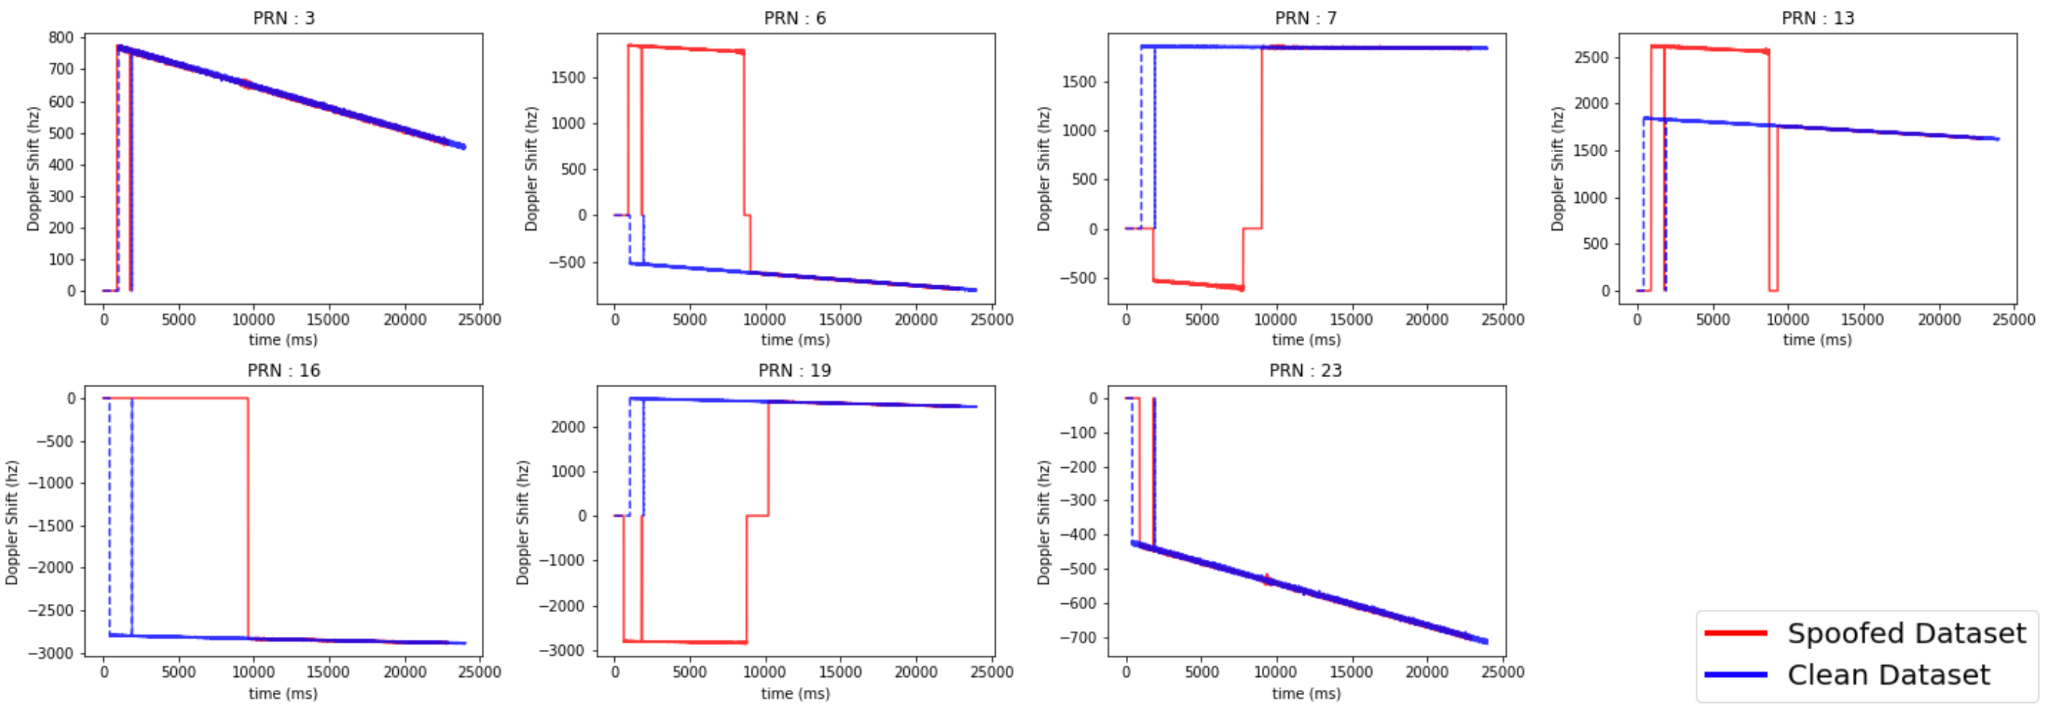 PRN : 3
800
700
600
500
400
300
200
100
0
Doppler Shift (hz)
0 5000 10000 15000 20000 25000
time (ms)
PRN : 6
1500
1000
500
0
−500
Doppler Shift (hz)
0 5000 10000 15000 20000 25000
time (ms)
PRN : 7
1500
1000
500
0
−500
Doppler Shift (hz)
0 5000 10000 15000 20000 25000
time (ms)
PRN : 13
2500
2000
1500
1000
500
0
Doppler Shift (hz)
0 5000 10000 15000 20000 25000
time (ms)
PRN : 16
0
−500
−1000
−1500
−2000
−2500
−3000
Doppler Shift (hz)
0 5000 10000 15000 20000 25000
time (ms)
PRN : 19
2000
1000
0
−1000
−2000
−3000
Doppler Shift (hz)
0 5000 10000 15000 20000 25000
time (ms)
PRN : 23
0
−100
−200
−300
−400
−500
−600
−700
Doppler Shift (hz)
0 5000 10000 15000 20000 25000
time (ms)
Spoofed Dataset
Clean Dataset